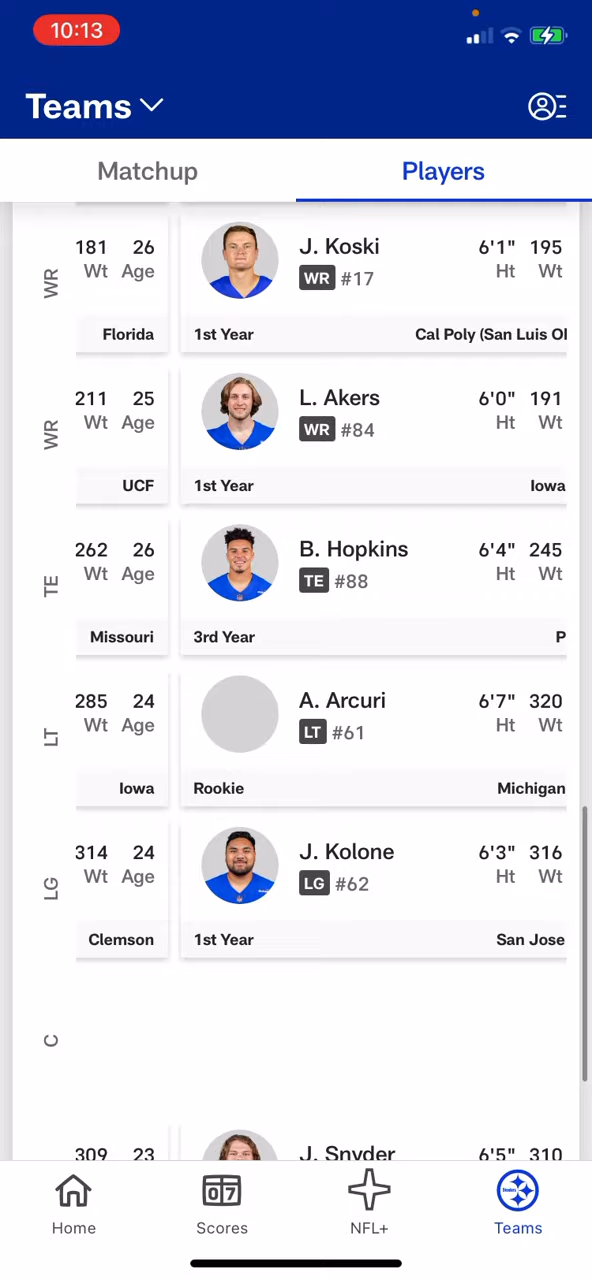 10:13
Teams
Matchup
Players
WR
181 26
Wt Age
Florida
J. Koski
WR #17
6'1" 195
Ht Wt
1st Year
Cal Poly (San Luis Ol
WR
211 25
Wt Age
UCF
L. Akers
WR #84
6'0" 191
Ht Wt
1st Year
Iowa
TE
262 26
Wt Age
Missouri
B. Hopkins
TE #88
6'4" 245
Ht Wt
3rd Year
P
LT
285 24
Wt Age
Iowa
A. Arcuri
LT #61
6'7" 320
Ht Wt
Rookie
Michigan
LG
314 24
Wt Age
Clemson
J. Kolone
LG #62
6'3" 316
Ht Wt
1st Year
San Jose
C
309 23
J. Snyder
6'5" 310
Home
Scores
NFL+
Teams